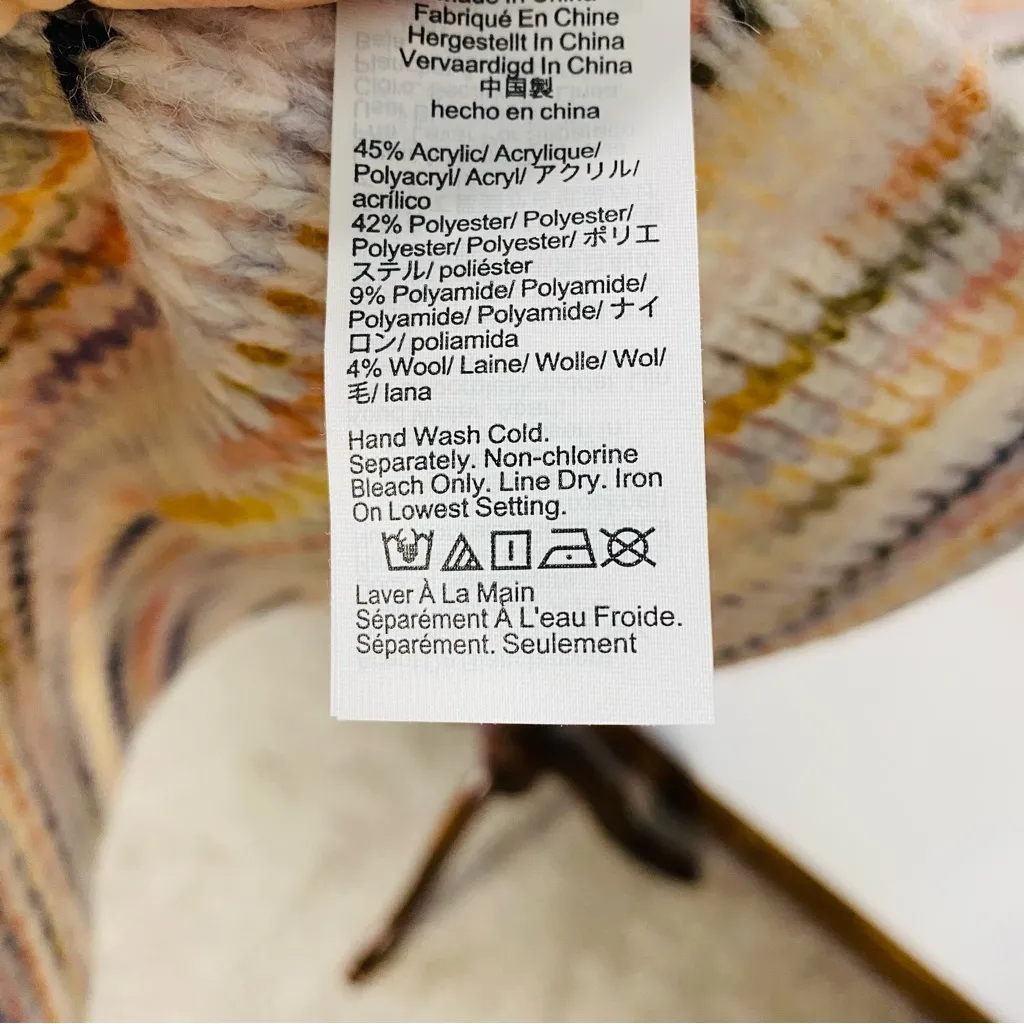 Made In China
Fabriqué En Chine
Hergestellt In China
Vervaardigd In China
中国製
hecho en china
45% Acrylic/ Acrylique/
Polyacryl/ Acryl/ アクリル/
acrílico
42% Polyester/ Polyester/
Polyester/ Polyester/ ポリエ
ステル/ poliéster
9% Polyamide/ Polyamide/
Polyamide/ Polyamide/ ナイ
ロン/ poliamida
4% Wool/ Laine/ Wolle/ Wol/
毛/ lana
Hand Wash Cold.
Separately. Non-chlorine
Bleach Only. Line Dry. Iron
On Lowest Setting.
Laver À La Main
Séparément À L'eau Froide.
Séparément. Seulement